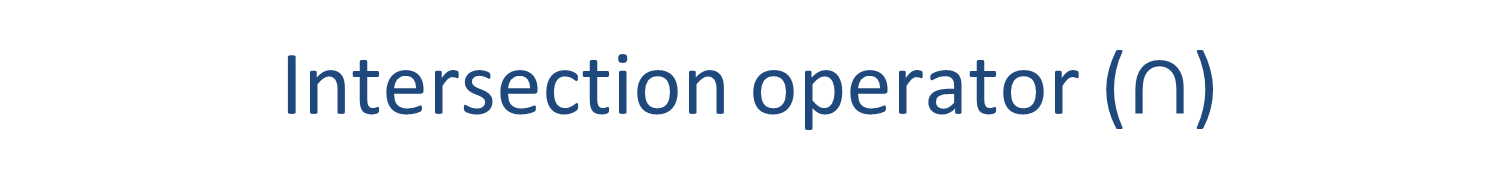 Intersection operator (∩)